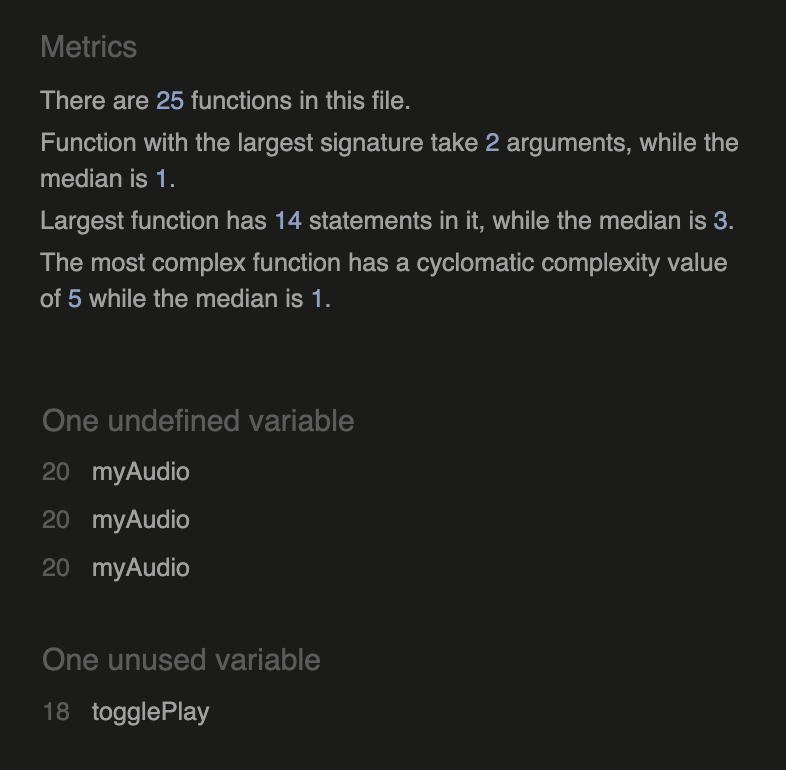 Metrics
There are 25 functions in this file.
Function with the largest signature take 2 arguments, while the
median is 1.
Largest function has 14 statements in it, while the median is 3.
The most complex function has a cyclomatic complexity value
of 5 while the median is 1.
One undefined variable
20 myAudio
20 myAudio
20 myAudio
One unused variable
18 togglePlay